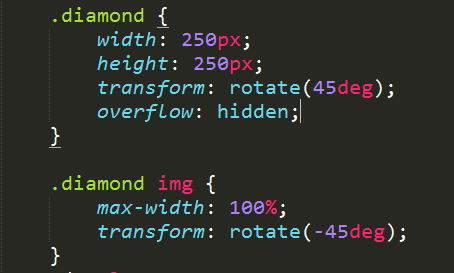 .diamond {
width: 250px;
height: 250px;
transform: rotate(45deg);
overflow: hidden;
}
.diamond img {
max-width: 100%;
transform: rotate(-45deg);
}